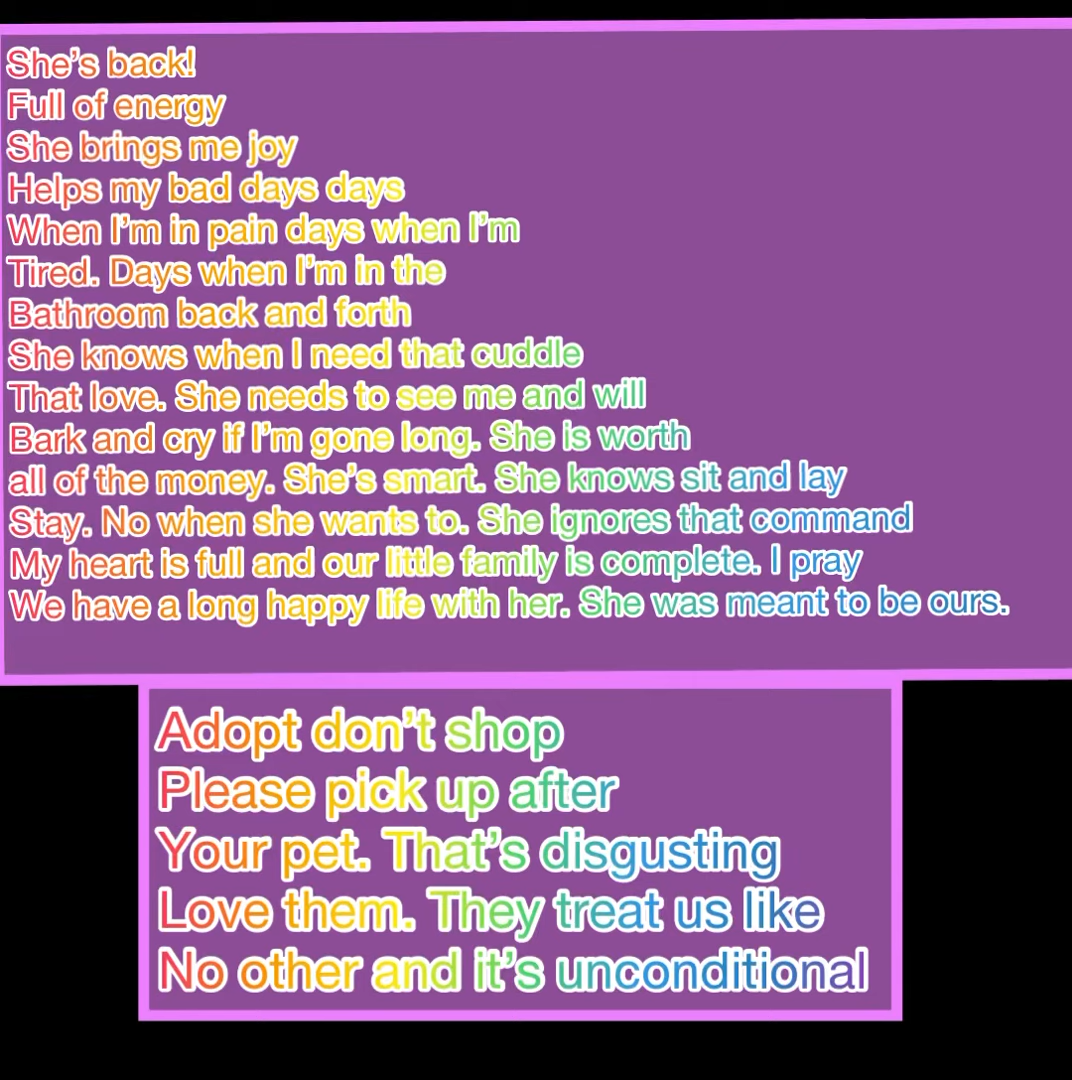 She's back!
Full of energy
She brings me joy
Helps my bad days days
When I'm in pain days when I'm
Tired. Days when I'm in the
Bathroom back and forth
She knows when I need that cuddle
That love. She needs to see me and will
Bark and cry if I'm gone long. She is worth
all of the money. She's smart. She knows sit and lay
Stay. No when she wants to. She ignores that command
My heart is full and our little family is complete. I pray
We have a long happy life with her. She was meant to be ours.
Adopt don't shop
Please pick up after
Your pet. That's disgusting
Love them. They treat us like
No other and it's unconditional